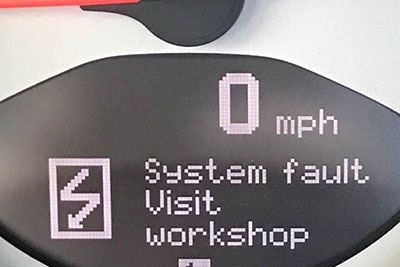 0 mph
System fault
Visit
workshop